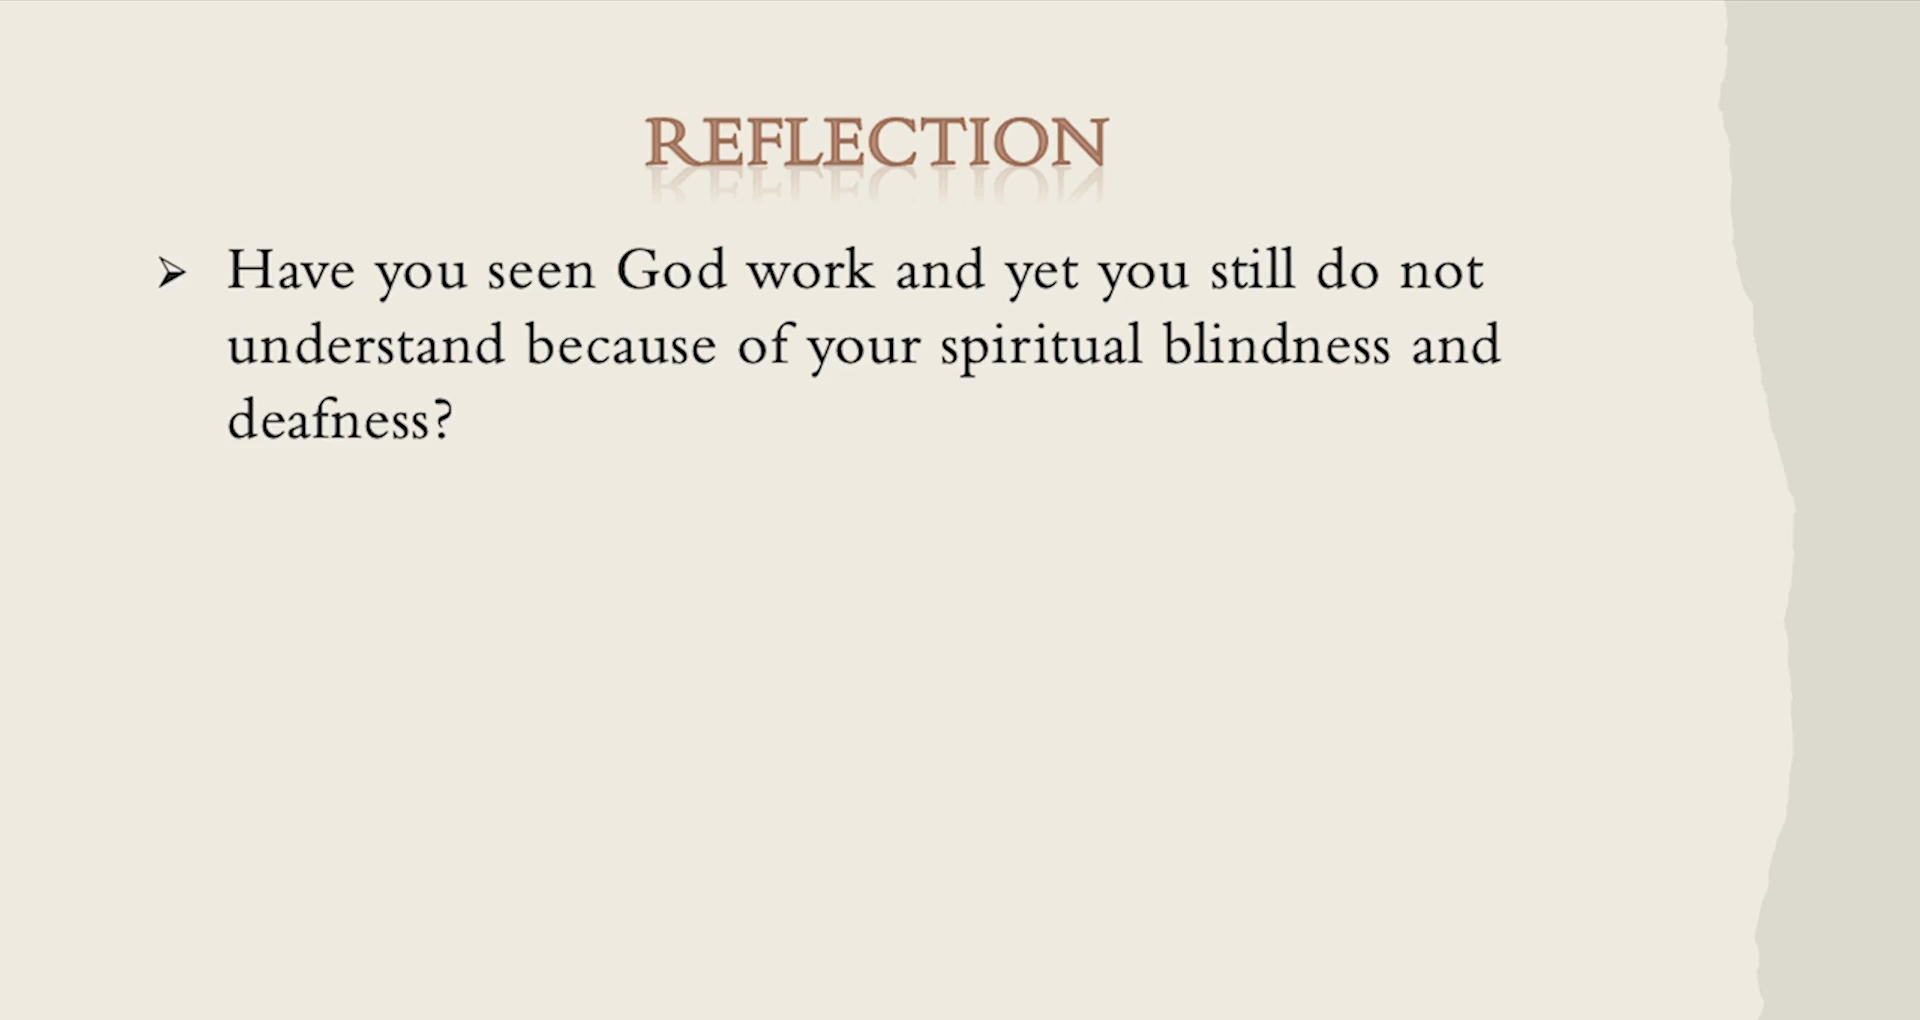 REFLECTION
➢ Have you seen God work and yet you still do not
understand because of your spiritual blindness and
deafness?